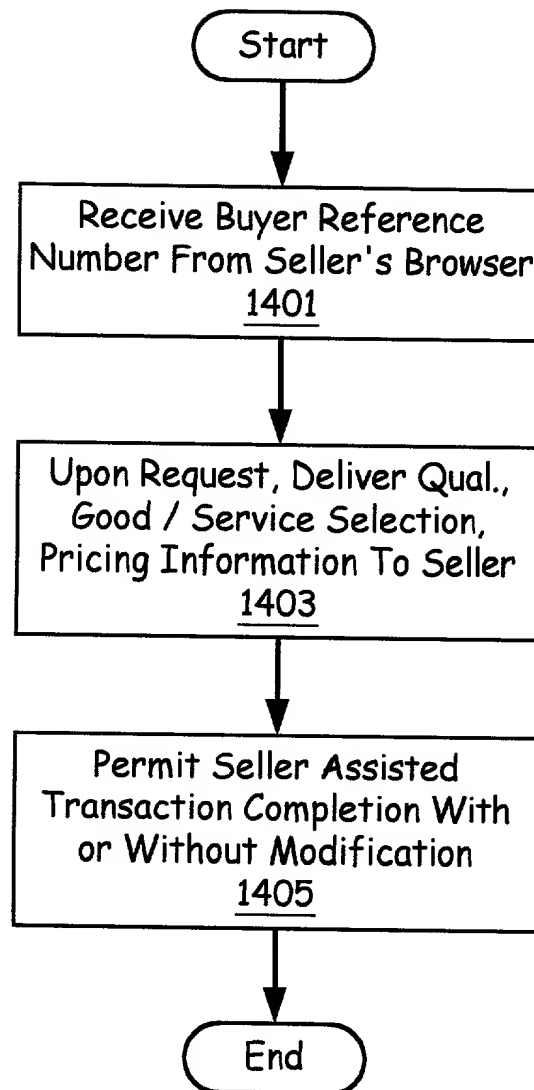 Start
Receive Buyer Reference
Number From Seller's Browser
1401
Upon Request, Deliver Qual.,
Good / Service Selection,
Pricing Information To Seller
1403
Permit Seller Assisted
Transaction Completion With
or Without Modification
1405
End